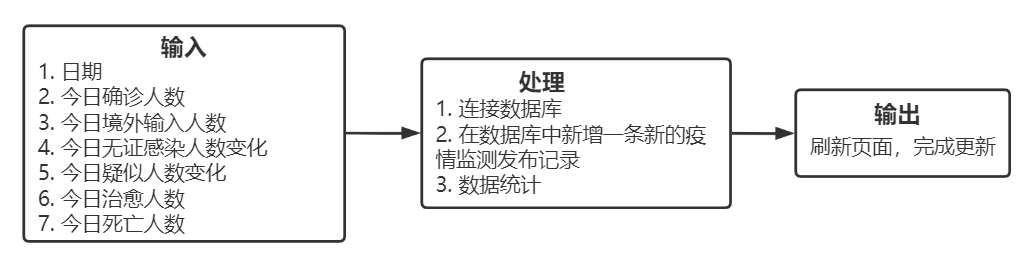 输入
1. 日期
2. 今日确诊人数
3. 今日境外输入人数
4. 今日无证感染人数变化
5. 今日疑似人数变化
6. 今日治愈人数
7. 今日死亡人数
处理
1. 连接数据库
2. 在数据库中新增一条新的疫
情监测发布记录
3. 数据统计
输出
刷新页面，完成更新